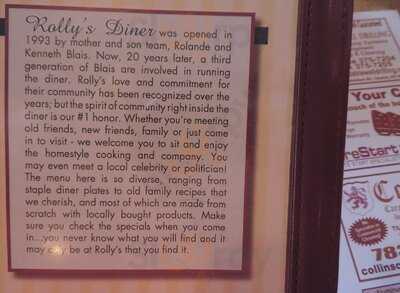 Rolly's Diner was opened in
1993 by mother and son team, Rolande and
Kenneth Blais. Now, 20 years later, a third
generation of Blais are involved in running
the diner. Rolly's love and commitment for
their community has been recognized over the
years; but the spirit of community right inside the
diner is our #1 honor. Whether you're meeting
old friends, new friends, family or just come
in to visit - we welcome you to sit and enjoy
the homestyle cooking and company. You
may even meet a local celebrity or politician!
The menu here is so diverse, ranging from
staple diner plates to old family recipes that
we cherish, and most of which are made from
scratch with locally bought products. Make
sure you check the specials when you come
in...you never know what you will find and it
may only be at Rolly's that you find it.
Your C
reStart
Co
782
collinsc